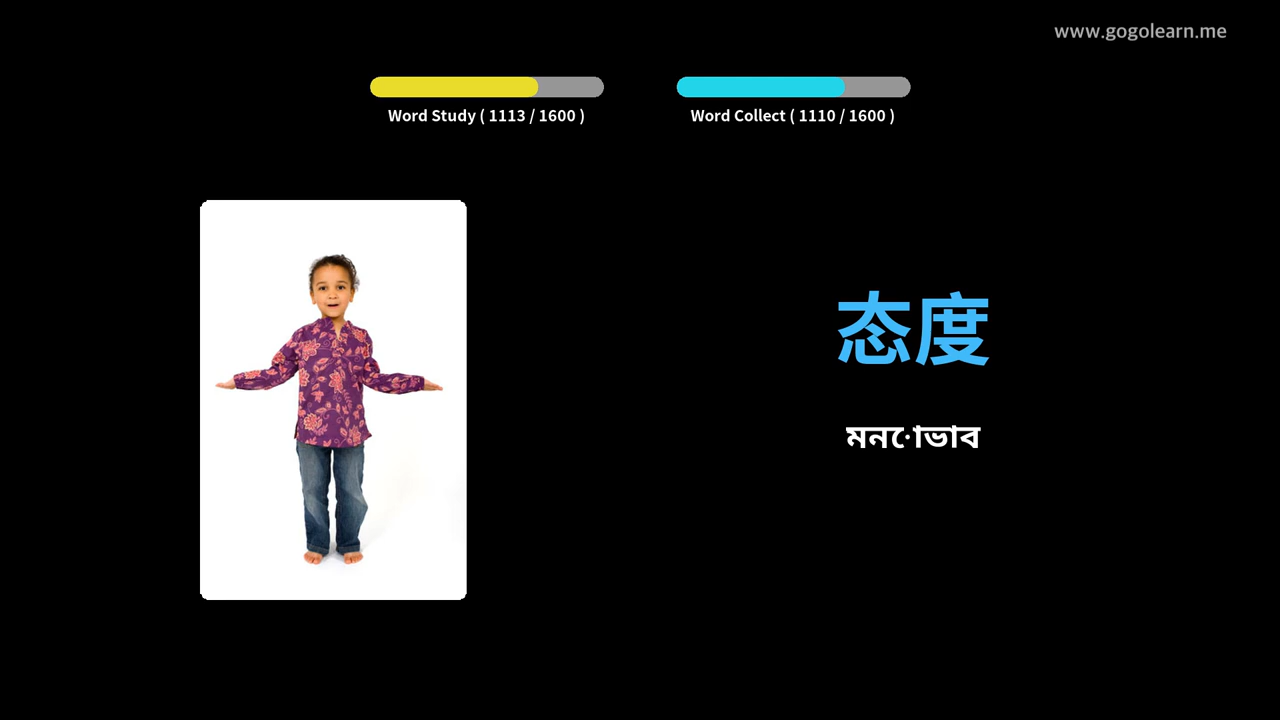 www.gogolearn.me
Word Study ( 1113 / 1600 )
Word Collect ( 1110 / 1600 )
态度
মনোভাব